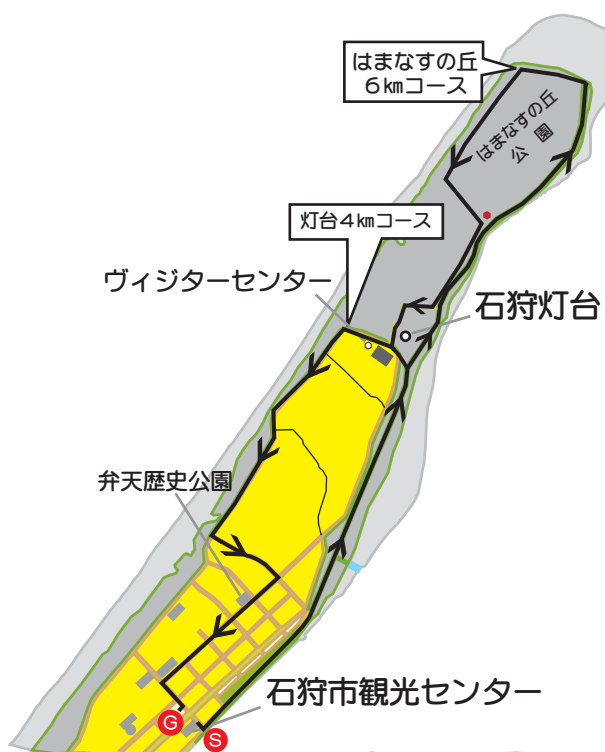 はまなすの丘
6㎞コース
はまなすの丘
公園
灯台4㎞コース
ヴィジターセンター
石狩灯台
弁天歴史公園
石狩市観光センター
G
S